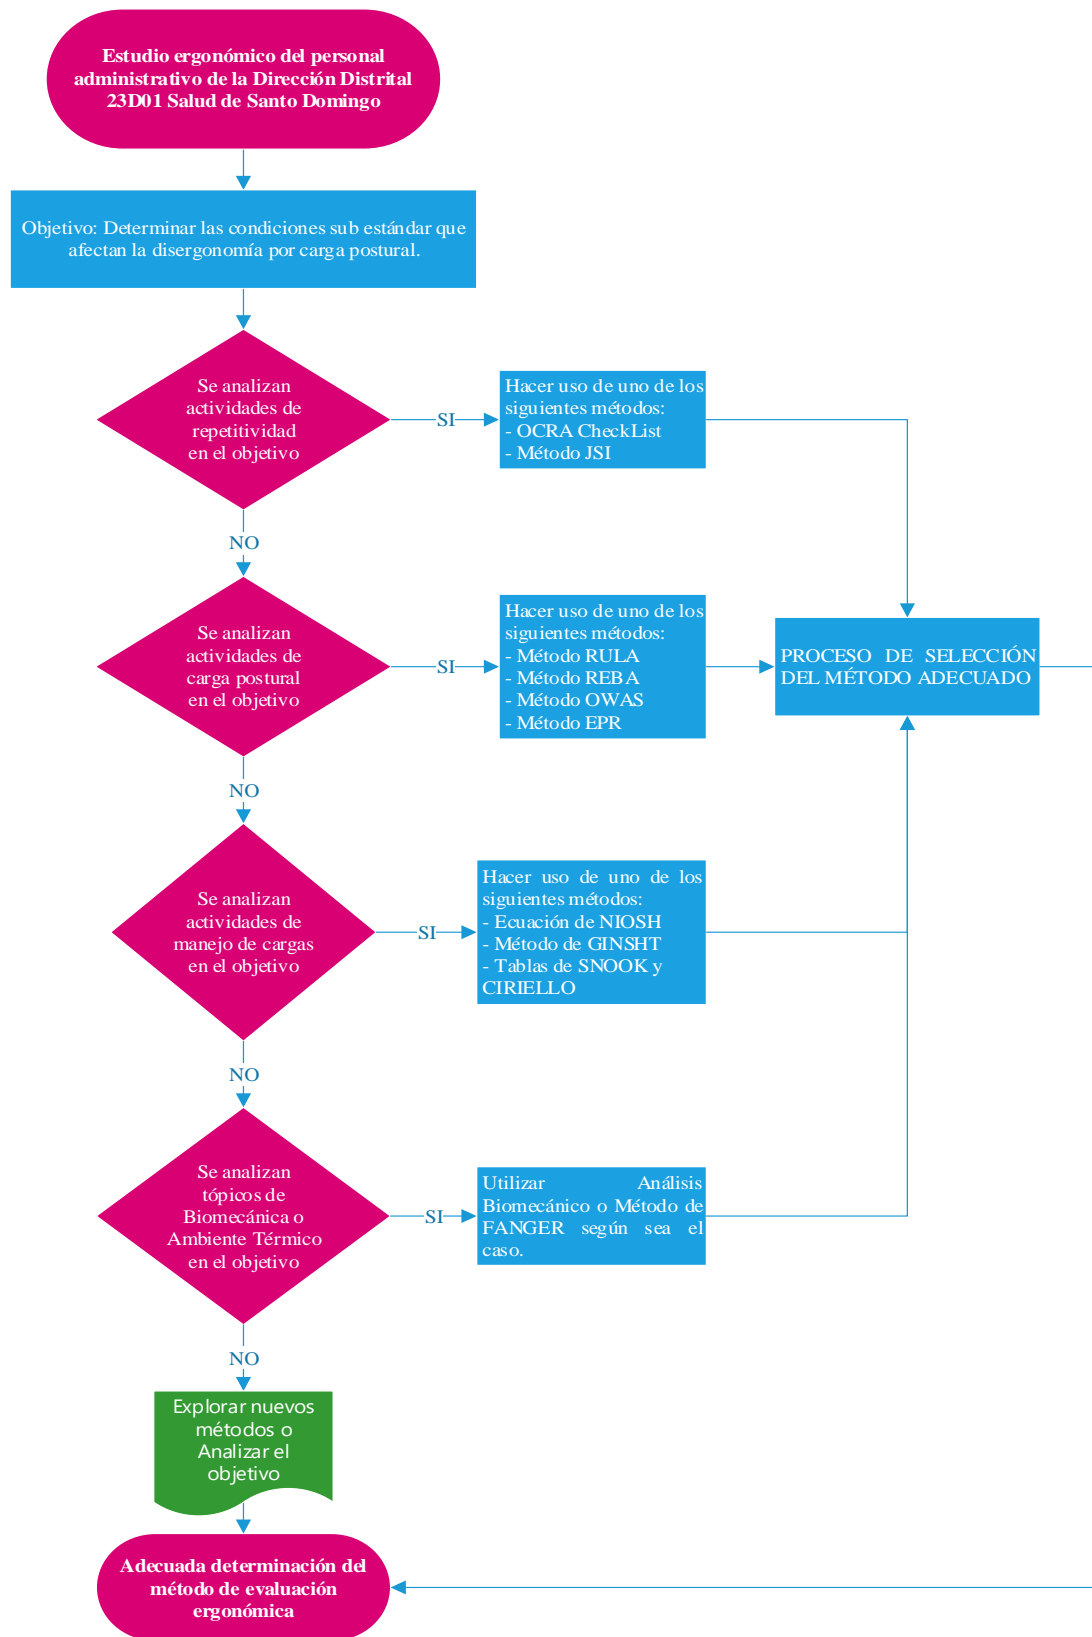 Estudio ergonómico del personal
administrativo de la Dirección Distrital
23D01 Salud de Santo Domingo
Objetivo: Determinar las condiciones sub estándar que
afectan la disergonomía por carga postural.
Se analizan
actividades de
repetitividad
en el objetivo
SI
Hacer uso de uno de los
siguientes métodos:
- OCRA CheckList
- Método JSI
NO
Se analizan
actividades de
carga postural
en el objetivo
SI
Hacer uso de uno de los
siguientes métodos:
- Método RULA
- Método REBA
- Método OWAS
- Método EPR
PROCESO DE SELECCIÓN
DEL MÉTODO ADECUADO
NO
Se analizan
actividades de
manejo de cargas
en el objetivo
SI
Hacer uso de uno de los
siguientes métodos:
- Ecuación de NIOSH
- Método de GINSHT
- Tablas de SNOOK y
CIRIELLO
NO
Se analizan
tópicos de
Biomecánica o
Ambiente Térmico
en el objetivo
SI
Utilizar Análisis
Biomecánico o Método de
FANGER según sea el
caso.
NO
Explorar nuevos
métodos o
Analizar el
objetivo
Adecuada determinación del
método de evaluación
ergonómica